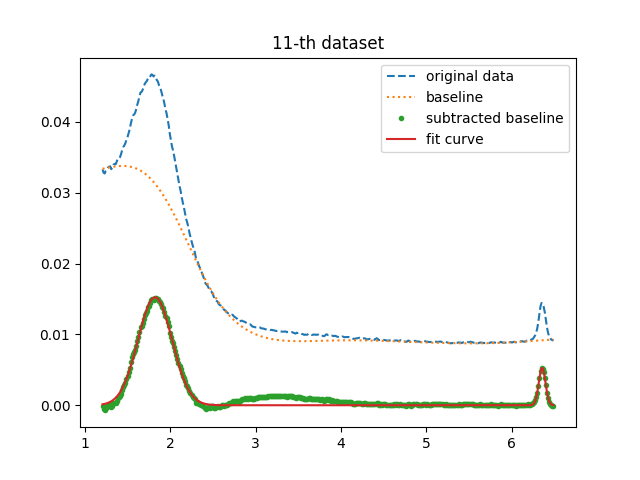 11-th dataset
original data
baseline
subtracted baseline
fit curve
0.04
0.03
0.02
0.01
0.00
1 2 3 4 5 6